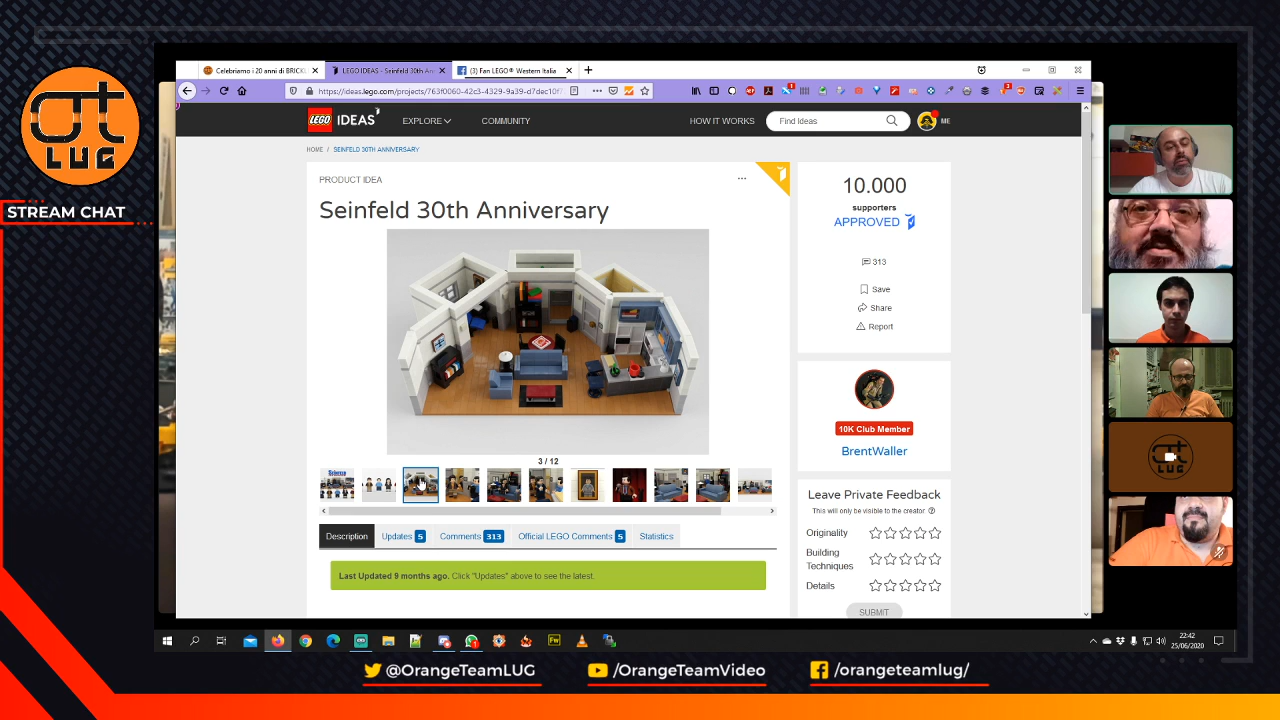 Celebriamo i 20 anni di BRICKL
LEGO IDEAS - Seinfeld 30th An
(3) Fan LEGO® Western Italia
https://ideas.lego.com/projects/763f0060-42c3-4329-9a39-d7dec10f7
LEGO IDEAS
EXPLORE
COMMUNITY
HOW IT WORKS
Find Ideas
ME
HOME / SEINFELD 30TH ANNIVERSARY
PRODUCT IDEA
...
Seinfeld 30th Anniversary
3 / 12
Seinfeld
Description
Updates 5
Comments 313
Official LEGO Comments 5
Statistics
Last Updated 9 months ago. Click "Updates" above to see the latest.
10.000
supporters
APPROVED
313
Save
Share
Report
10K Club Member
BrentWaller
Leave Private Feedback
This will only be visible to the creator.
Originality
Building
Techniques
Details
SUBMIT
OT
LUG
STREAM CHAT
LUG
22:42
25/06/2020
@OrangeTeamLUG
/OrangeTeamVideo
/orangeteamlug/